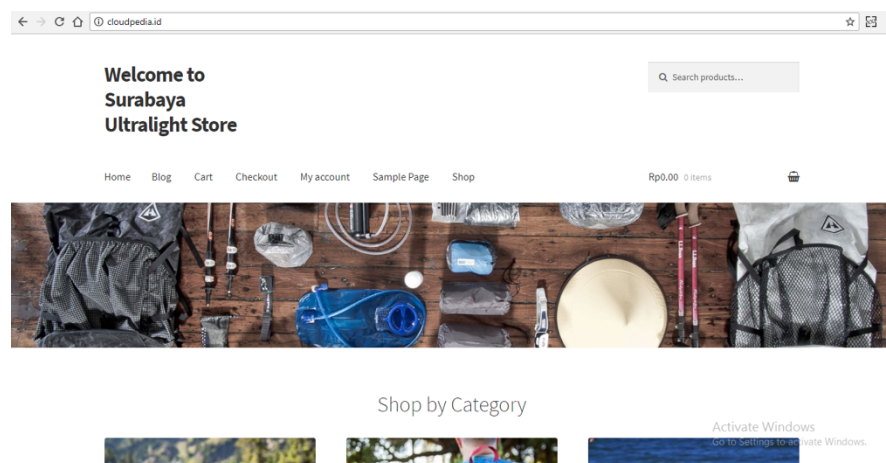 cloudpedia.id
Welcome to
Surabaya
Ultralight Store
Search products...
Home Blog Cart Checkout My account Sample Page Shop
Rp0.00 0 items
Shop by Category
Activate Windows
Go to Settings to activate Windows.